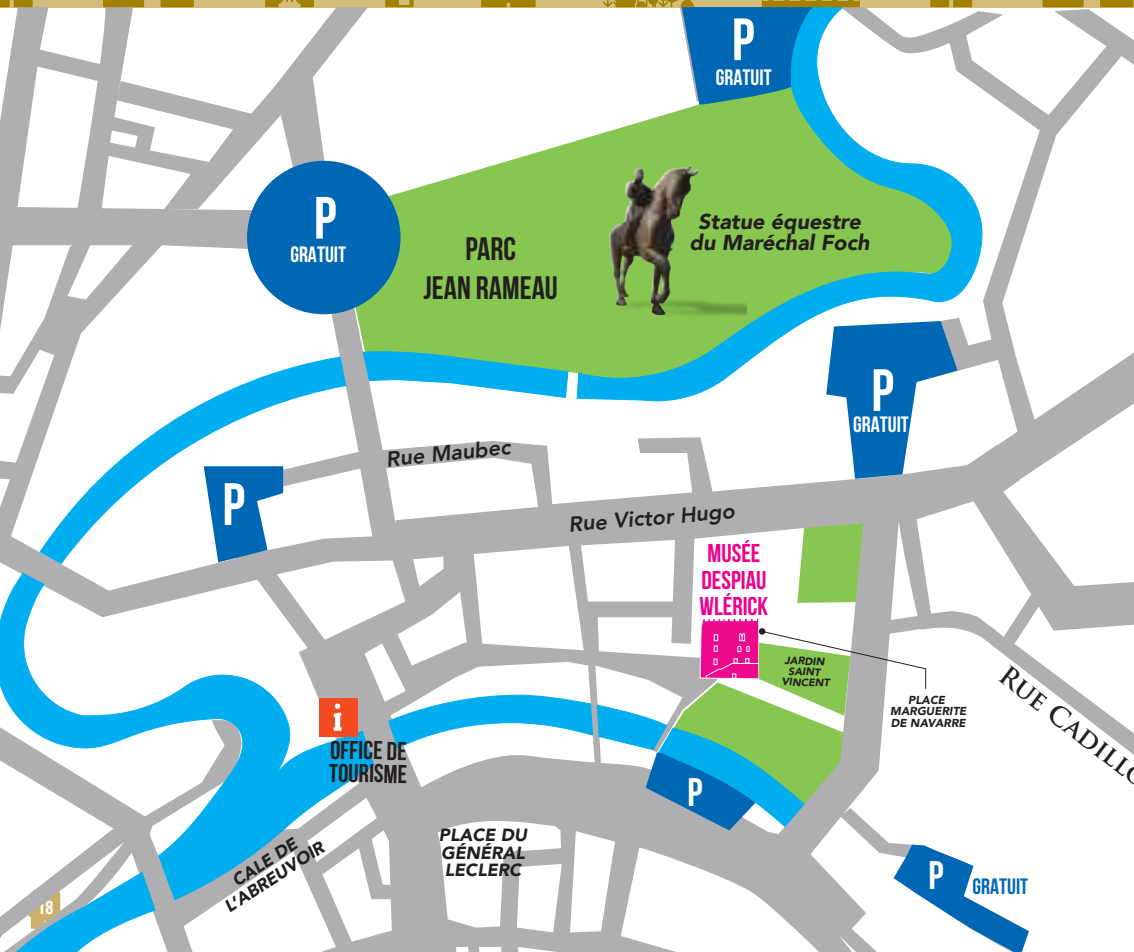 P
GRATUIT
P
GRATUIT
PARC
JEAN RAMEAU
Statue équestre
du Maréchal Foch
P
GRATUIT
Rue Maubec
P
Rue Victor Hugo
MUSÉE
DESPIAU
WLÉRICK
JARDIN
SAINT
VINCENT
PLACE
MARGUERITE
DE NAVARRE
RUE CADILLO
i
OFFICE DE
TOURISME
P
PLACE DU
GÉNÉRAL
LECLERC
CALE DE
L'ABREUVOIR
P
GRATUIT
18